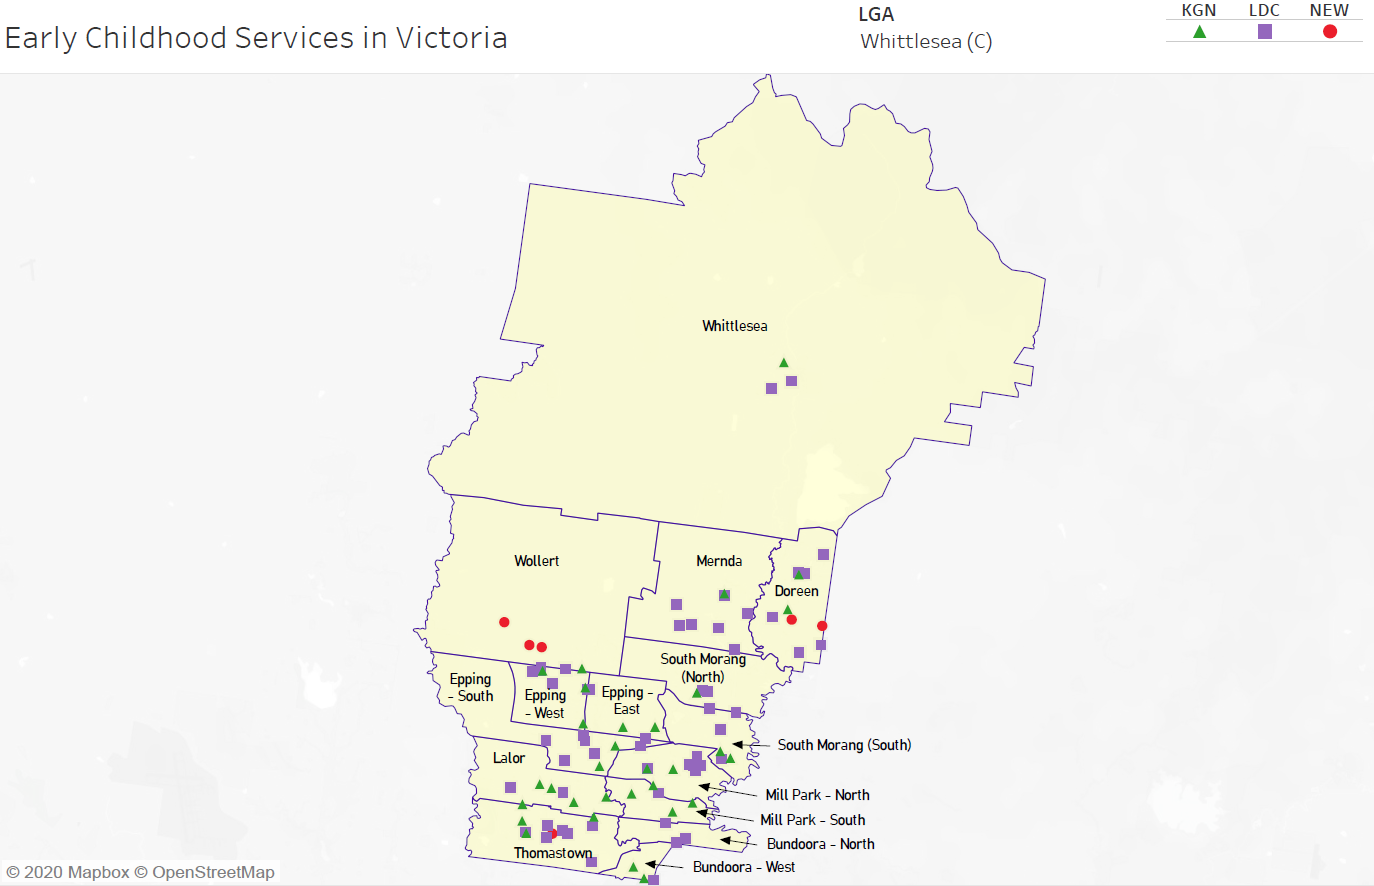 Early Childhood Services in Victoria
LGA
Whittlesea (C)
KGN LDC NEW
Whittlesea
Wollert
Mernda
Doreen
South Morang
(North)
Epping
- South
Epping
- West
Epping -
East
South Morang (South)
Lalor
Mill Park - North
Mill Park - South
Bundoora - North
Thomastown
Bundoora - West
© 2020 Mapbox © OpenStreetMap